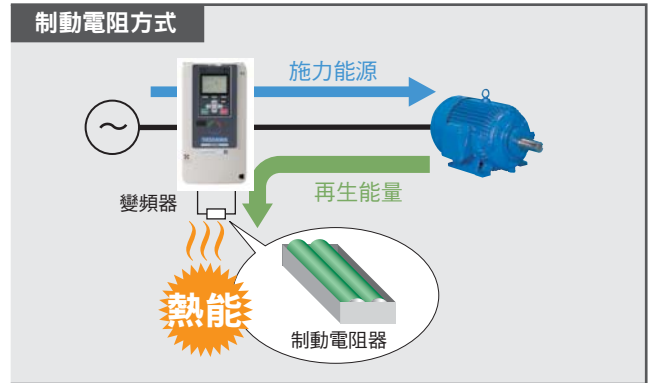 制動電阻方式
施力能源
再生能量
變頻器
熱能
制動電阻器